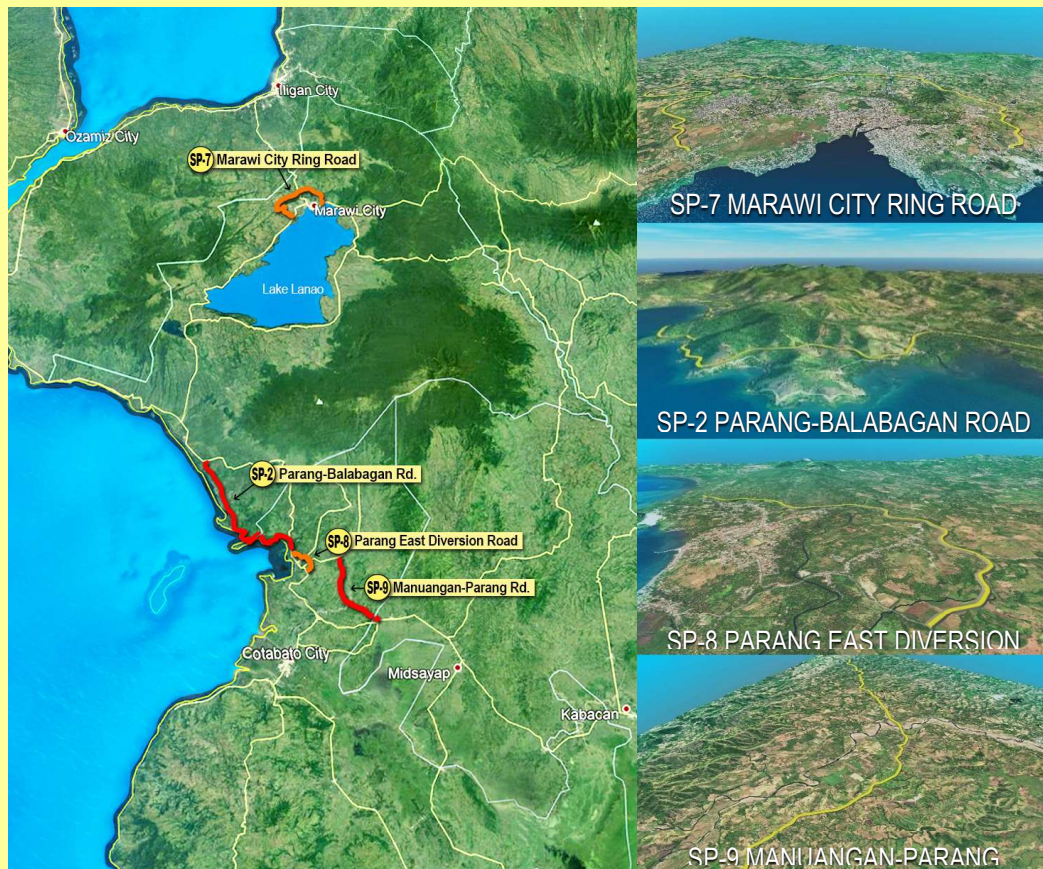 Iligan City
Ozamiz City
SP-7 Marawi City Ring Road
Marawi City
Lake Lanao
SP-2 Parang-Balabagan Rd.
SP-8 Parang East Diversion Road
SP-9 Manuangan-Parang Rd.
Cotabato City
Midsayap
Kabacan
SP-7 MARAWI CITY RING ROAD
SP-2 PARANG-BALABAGAN ROAD
SP-8 PARANG EAST DIVERSION
SP-9 MANUANGAN-PARANG